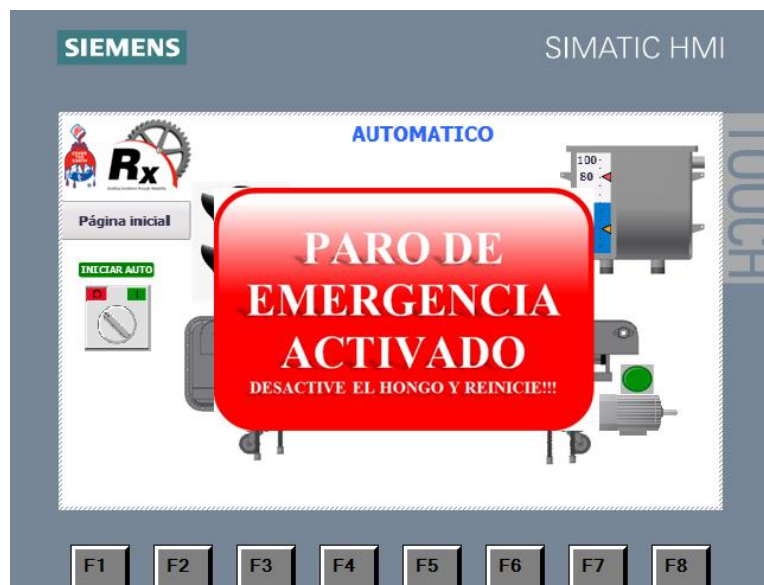 SIEMENS
SIMATIC HMI
TOUCH
AUTOMATICO
Rx
Página inicial
INICIAR AUTO
O I
100
80
PARO DE
EMERGENCIA
ACTIVADO
DESACTIVE EL HONGO Y REINICIE!!!
F1 F2 F3 F4 F5 F6 F7 F8